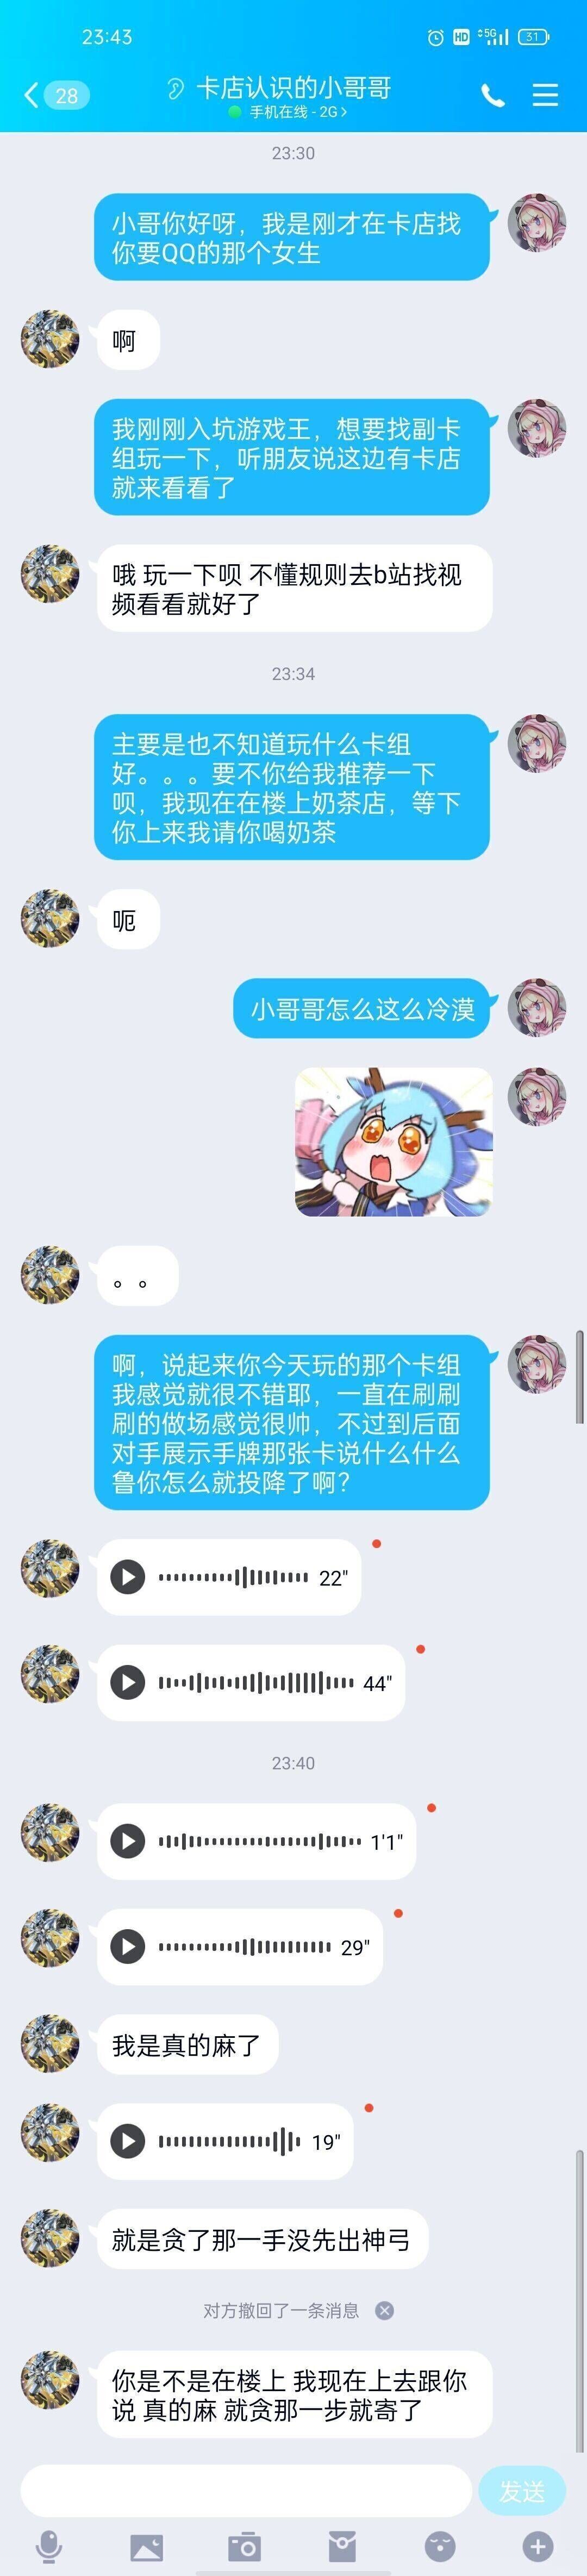 23:43
HD
5G
31
28
卡店认识的小哥哥
手机在线 - 2G
23:30
小哥你好呀，我是刚才在卡店找
你要QQ的那个女生
啊
我刚刚入坑游戏王，想要找副卡
组玩一下，听朋友说这边有卡店
就来看看了
哦 玩一下呗 不懂规则去b站找视
频看看就好了
23:34
主要是也不知道玩什么卡组
好。。。要不你给我推荐一下
呗，我现在在楼上奶茶店，等下
你上来我请你喝奶茶
呃
小哥哥怎么这么冷漠
。。
啊，说起来你今天玩的那个卡组
我感觉就很不错耶，一直在刷刷
刷的做场感觉很帅，不过到后面
对手展示手牌那张卡说什么什么
鲁你怎么就投降了啊？
22"
44"
23:40
1'1"
29"
我是真的麻了
19"
就是贪了那一手没先出神弓
对方撤回了一条消息
你是不是在楼上 我现在上去跟你
说 真的麻 就贪那一步就寄了
发送